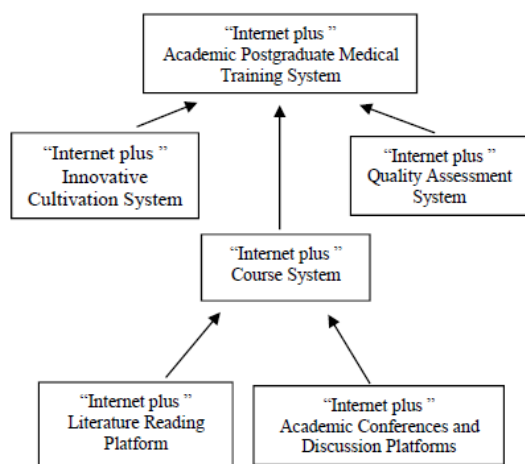 “Internet plus ”
Academic Postgraduate Medical
Training System
“Internet plus ”
Innovative
Cultivation System
“Internet plus ”
Quality Assessment
System
“Internet plus ”
Course System
“Internet plus ”
Literature Reading
Platform
“Internet plus ”
Academic Conferences and
Discussion Platforms